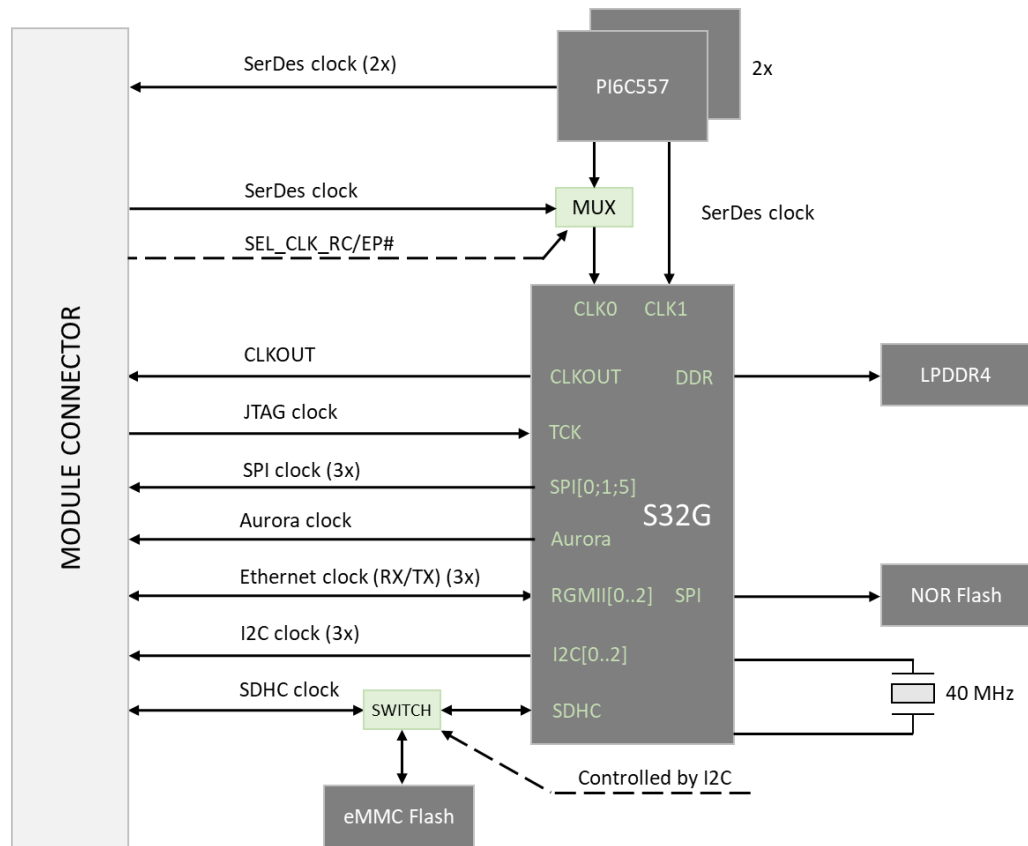 SerDes clock (2x)
PI6C557
2x
SerDes clock
MUX
SerDes clock
SEL_CLK_RC/EP#
MODULE CONNECTOR
CLK0
CLK1
CLKOUT
CLKOUT
DDR
LPDDR4
JTAG clock
TCK
SPI clock (3x)
SPI[0;1;5]
S32G
Aurora clock
Aurora
Ethernet clock (RX/TX) (3x)
RGMII[0..2]
SPI
NOR Flash
I2C clock (3x)
I2C[0..2]
SDHC clock
SWITCH
SDHC
40 MHz
Controlled by I2C
eMMC Flash